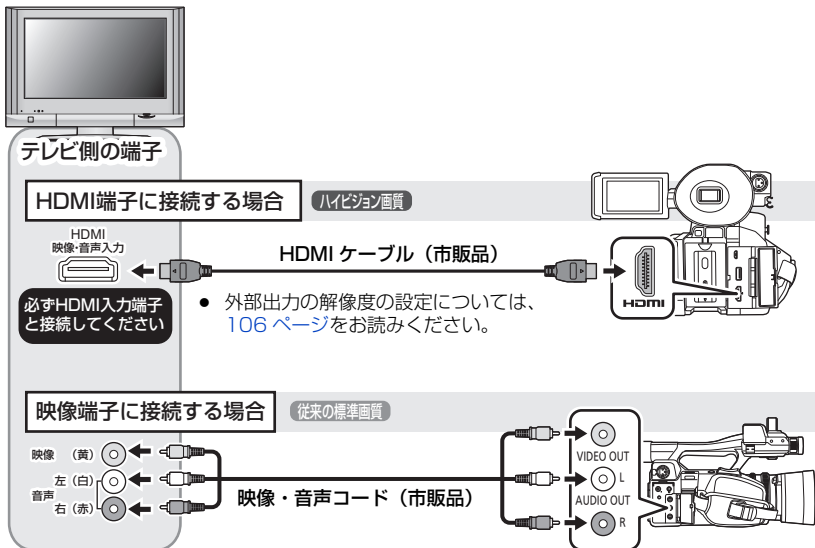 テレビ側の端子
HDMI端子に接続する場合
ハイビジョン画質
HDMI
映像・音声入力
HDMI ケーブル（市販品）
必ずHDMI入力端子
と接続してください
● 外部出力の解像度の設定については、
106 ページをお読みください。
HDMI
映像端子に接続する場合
従来の標準画質
映像 （黄）
音声
左（白）
右（赤）
映像・音声コード（市販品）
VIDEO OUT
L
AUDIO OUT
R